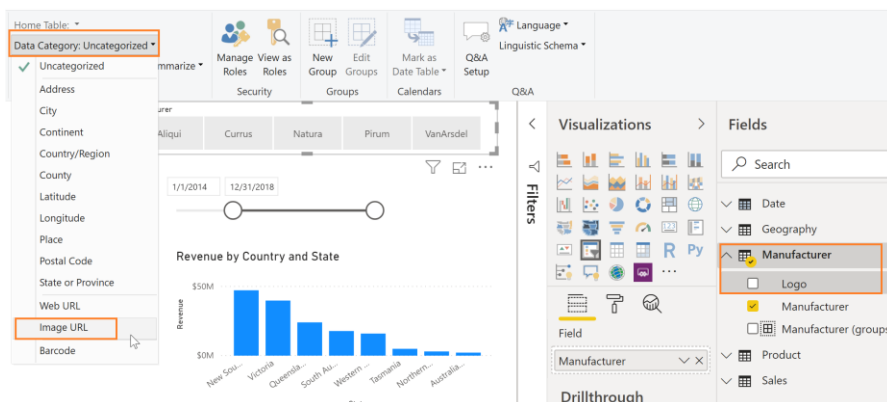 Home Table:
Data Category: Uncategorized
Uncategorized
Address
City
Continent
Country/Region
County
Latitude
Longitude
Place
Postal Code
State or Province
Web URL
Image URL
Barcode
mmarize
Manage Roles
View as Roles
Security
New Group
Edit Groups
Groups
Mark as Date Table
Calendars
Q&A Setup
Language
Linguistic Schema
Q&A
urer
Aliqui
Currus
Natura
Pirum
VanArsdel
1/1/2014
12/31/2018
Revenue by Country and State
Revenue
$50M
$0M
New Sou...
Victoria
Queensla...
South Au...
Western ...
Tasmania
Northern...
Australia...
Filters
Visualizations
R
Py
123
Field
Manufacturer
Drillthrough
Fields
Search
Date
Geography
Manufacturer
Logo
Manufacturer
Manufacturer (groups
Product
Sales